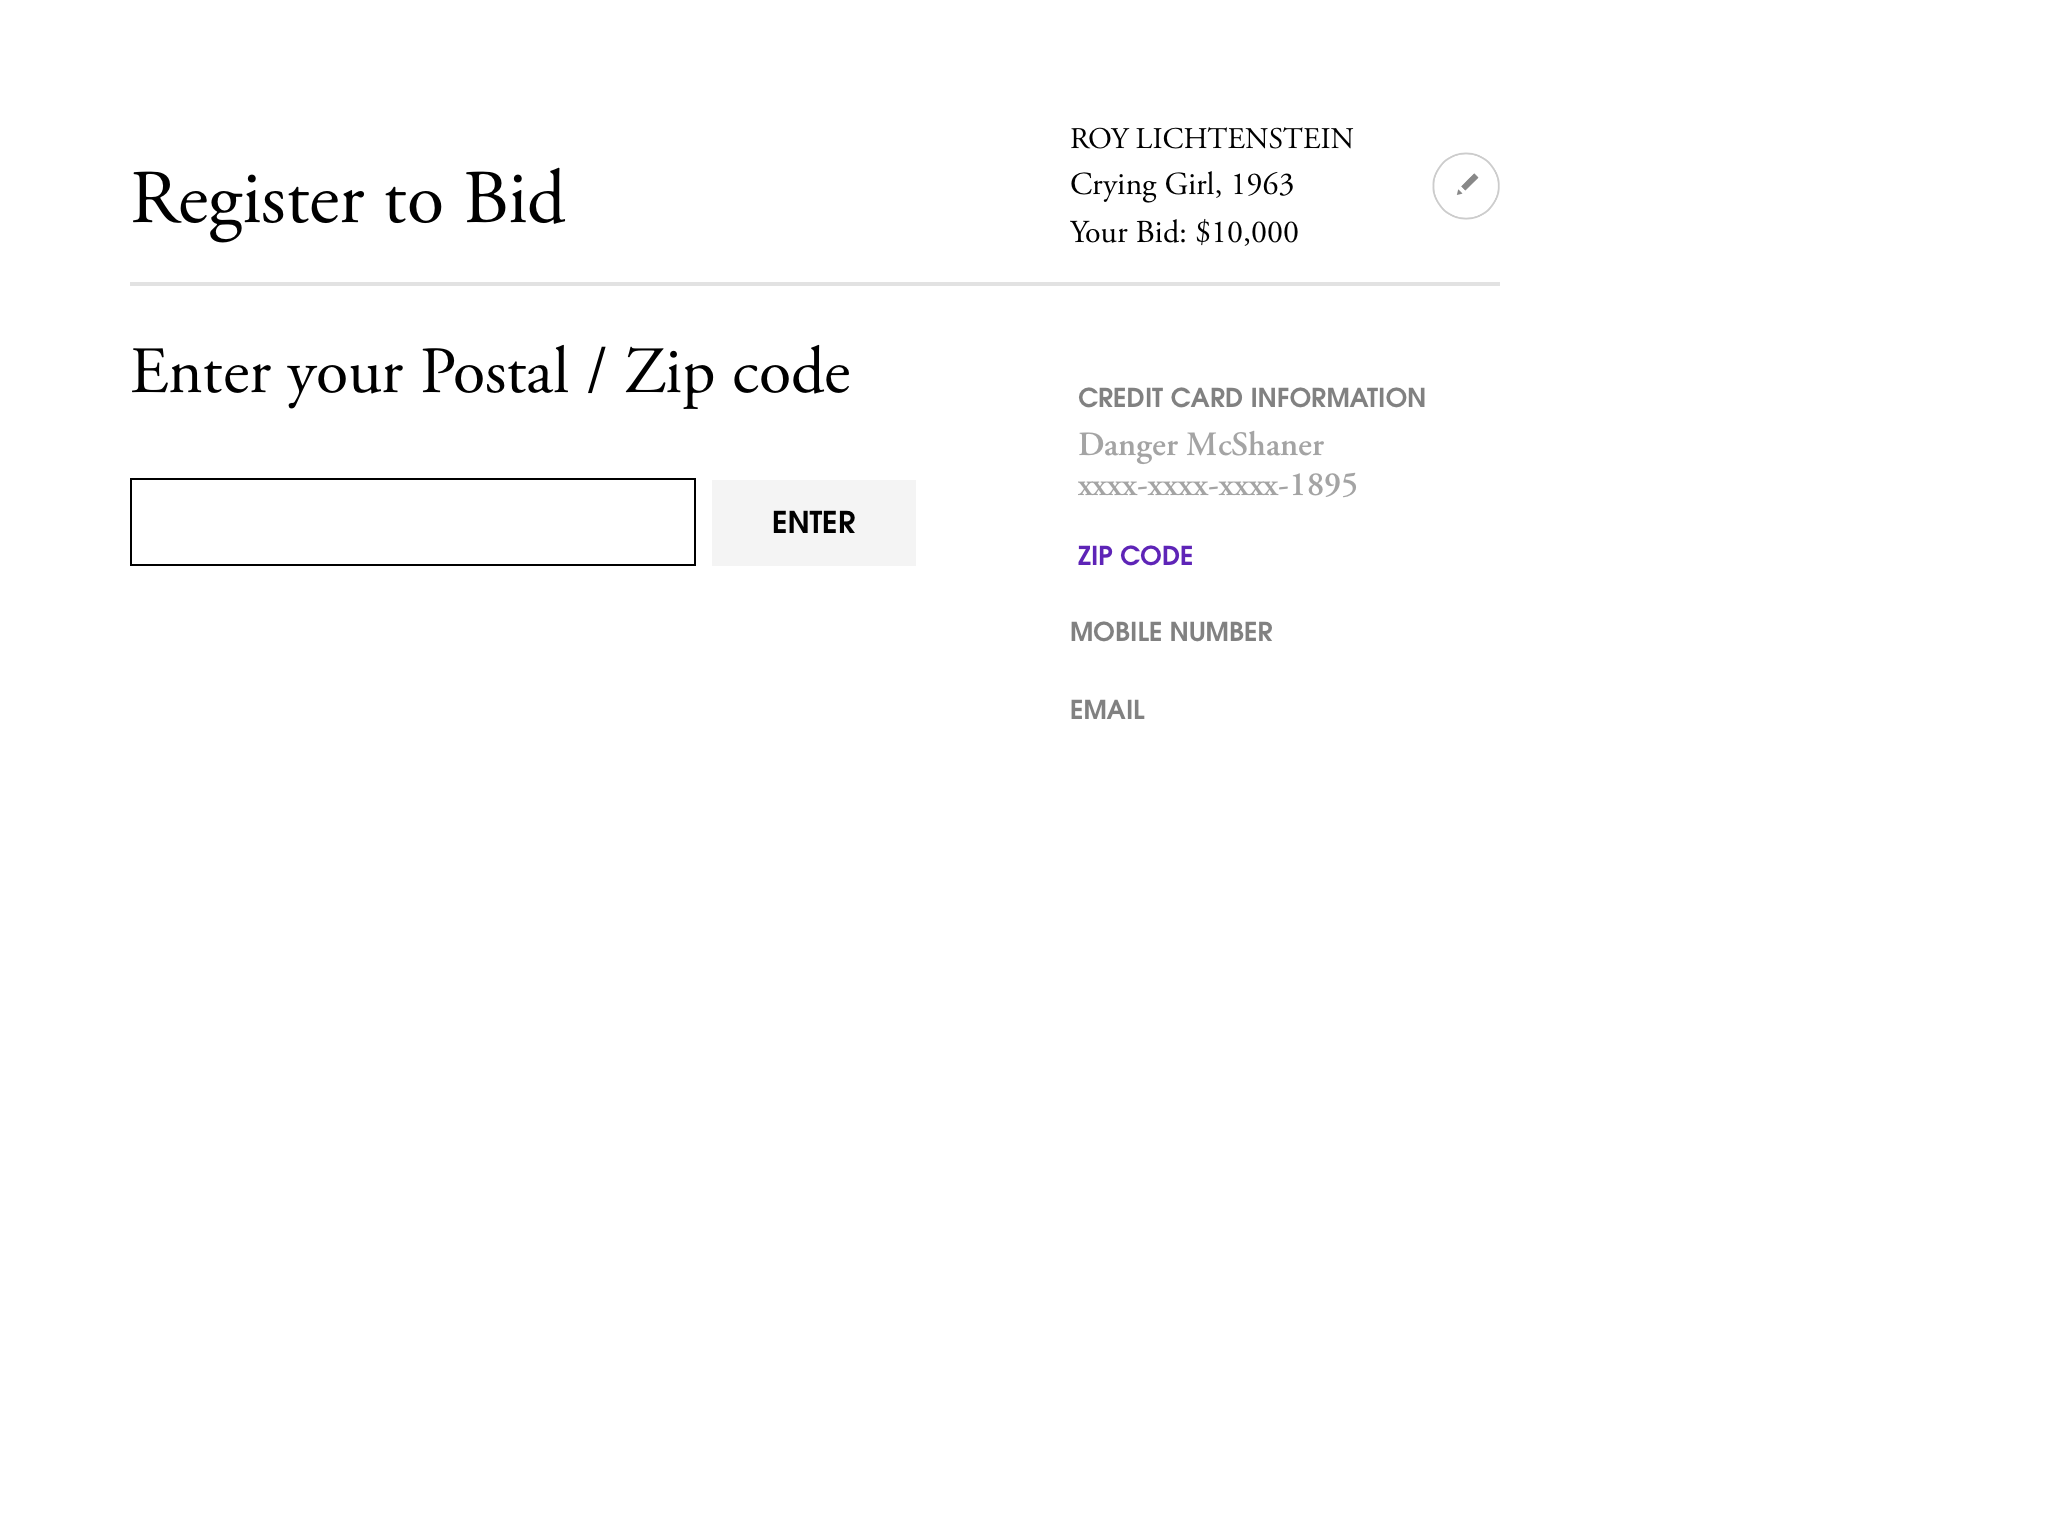 Register to Bid
ROY LICHTENSTEIN
Crying Girl, 1963
Your Bid: $10,000
Enter your Postal / Zip code
ENTER
CREDIT CARD INFORMATION
Danger McShaner
xxxx-xxxx-xxxx-1895
ZIP CODE
MOBILE NUMBER
EMAIL